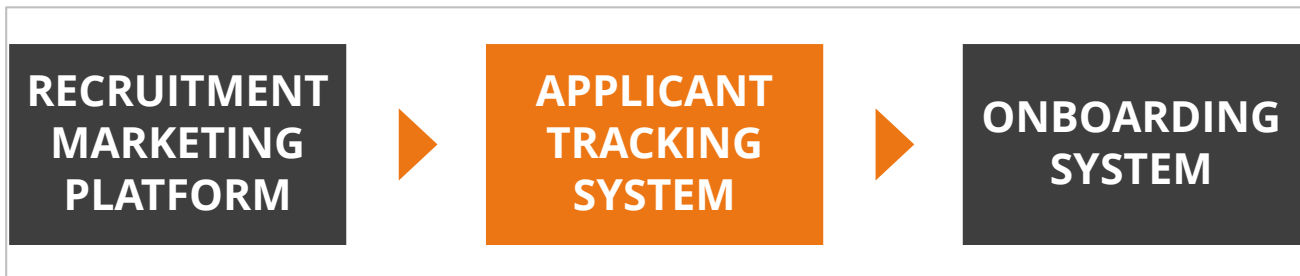 RECRUITMENT
MARKETING
PLATFORM
APPLICANT
TRACKING
SYSTEM
ONBOARDING
SYSTEM